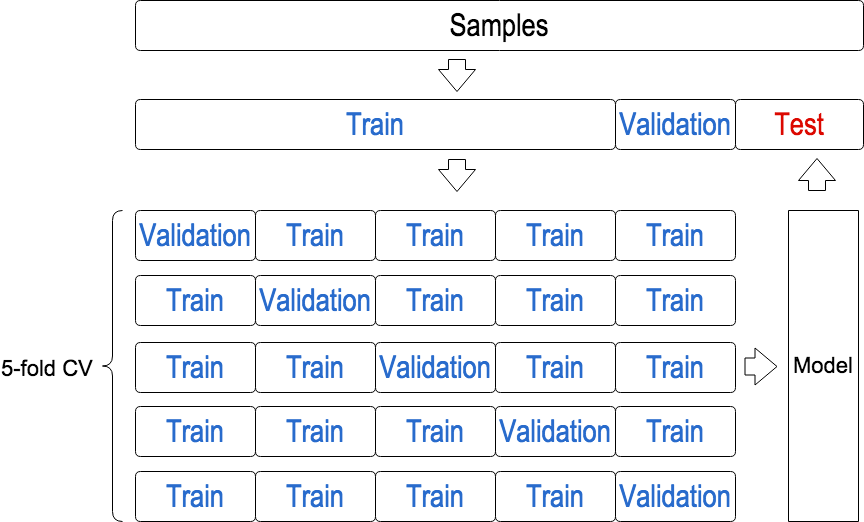 Samples
Train Validation Test
Validation Train Train Train Train
Train Validation Train Train Train
5-fold CV Train Train Validation Train Train Model
Train Train Train Validation Train
Train Train Train Train Validation